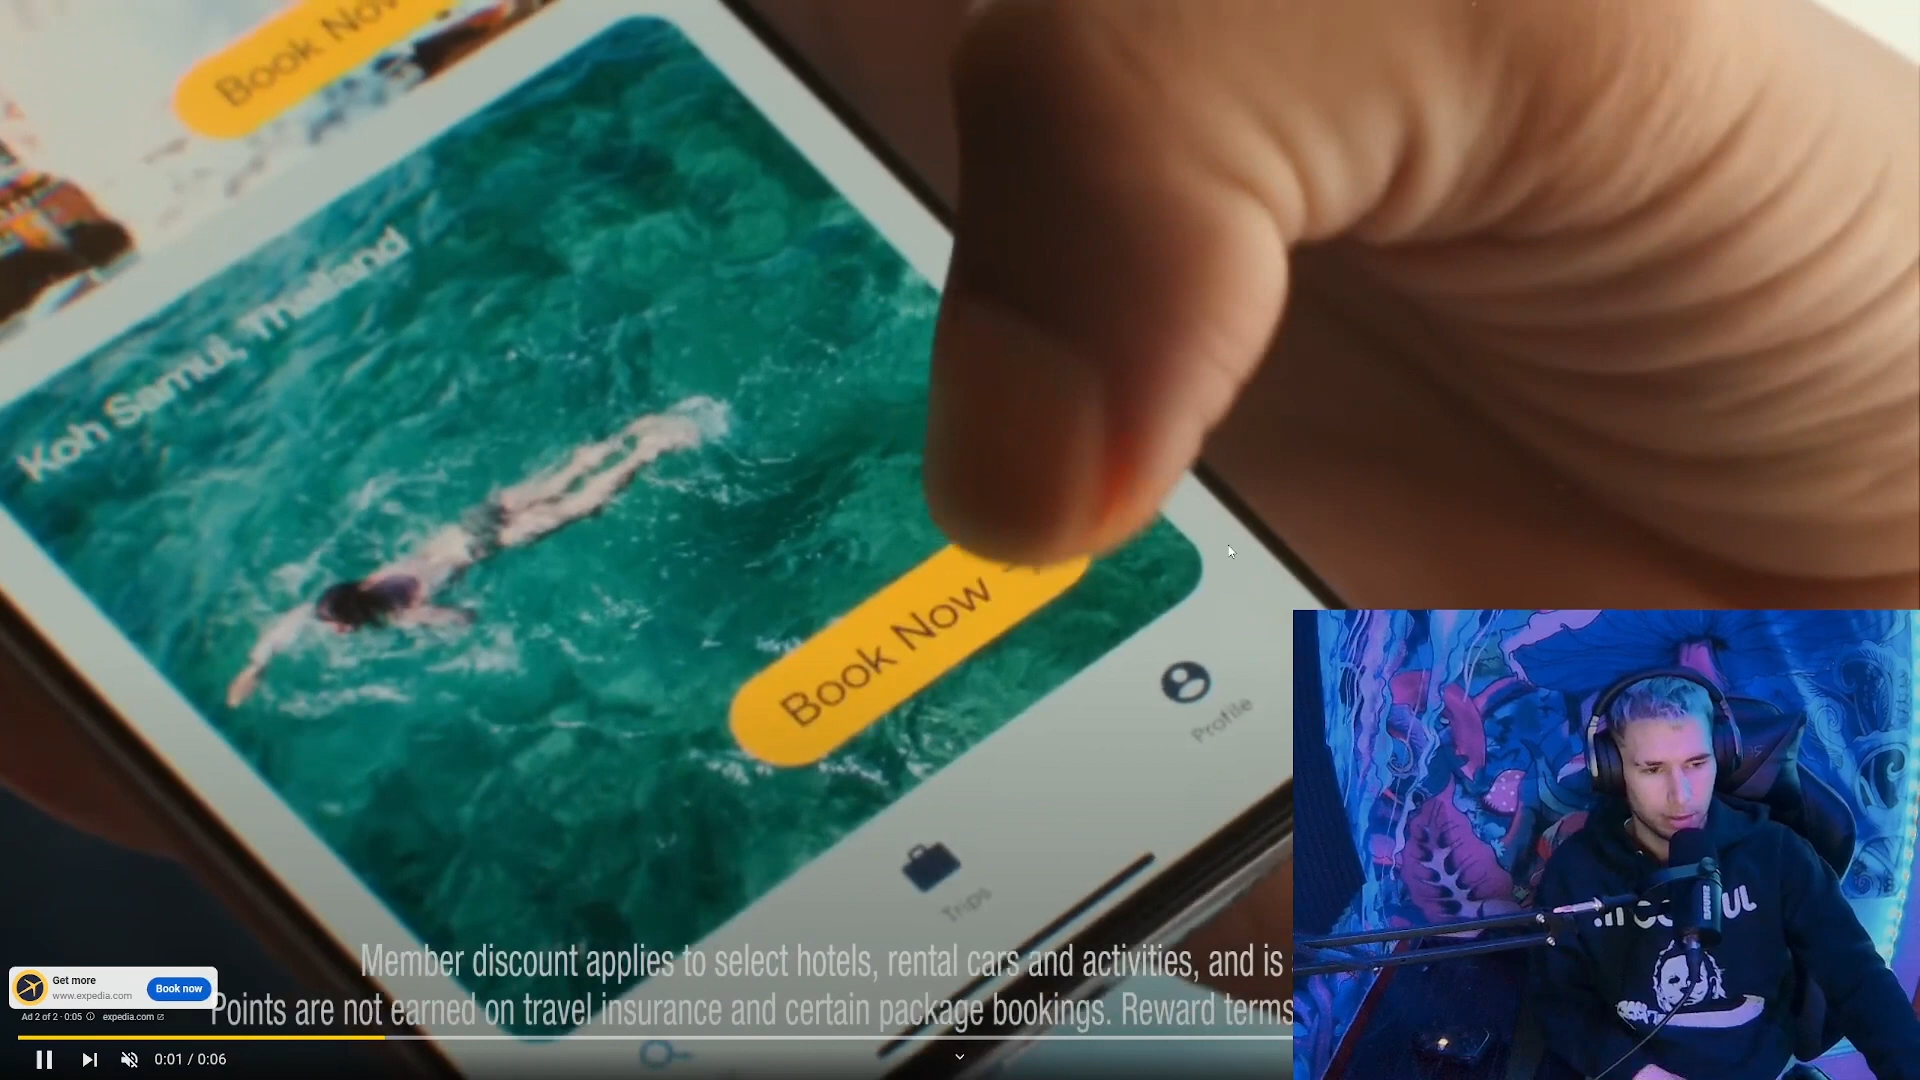 Book Now
Koh Samui, Thailand
Book Now
Profile
Trips
Member discount applies to select hotels, rental cars and activities, and is
Points are not earned on travel insurance and certain package bookings. Reward terms
Get more
www.expedia.com
Book now
Ad 2 of 2 · 0:05
expedia.com
0:01 / 0:06